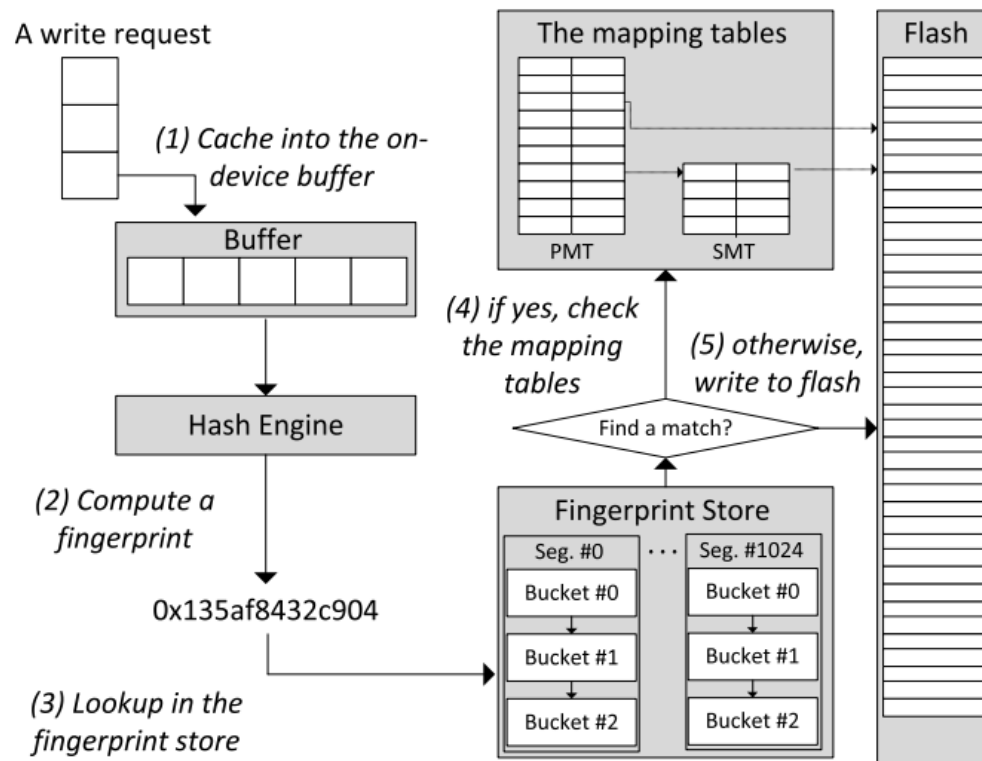 A write request
(1) Cache into the on-
device buffer
Buffer
Hash Engine
(2) Compute a
fingerprint
0x135af8432c904
(3) Lookup in the
fingerprint store
The mapping tables
PMT
SMT
(4) if yes, check
the mapping
tables
(5) otherwise,
write to flash
Find a match?
Fingerprint Store
Seg. #0
Bucket #0
Bucket #1
Bucket #2
...
Seg. #1024
Bucket #0
Bucket #1
Bucket #2
Flash